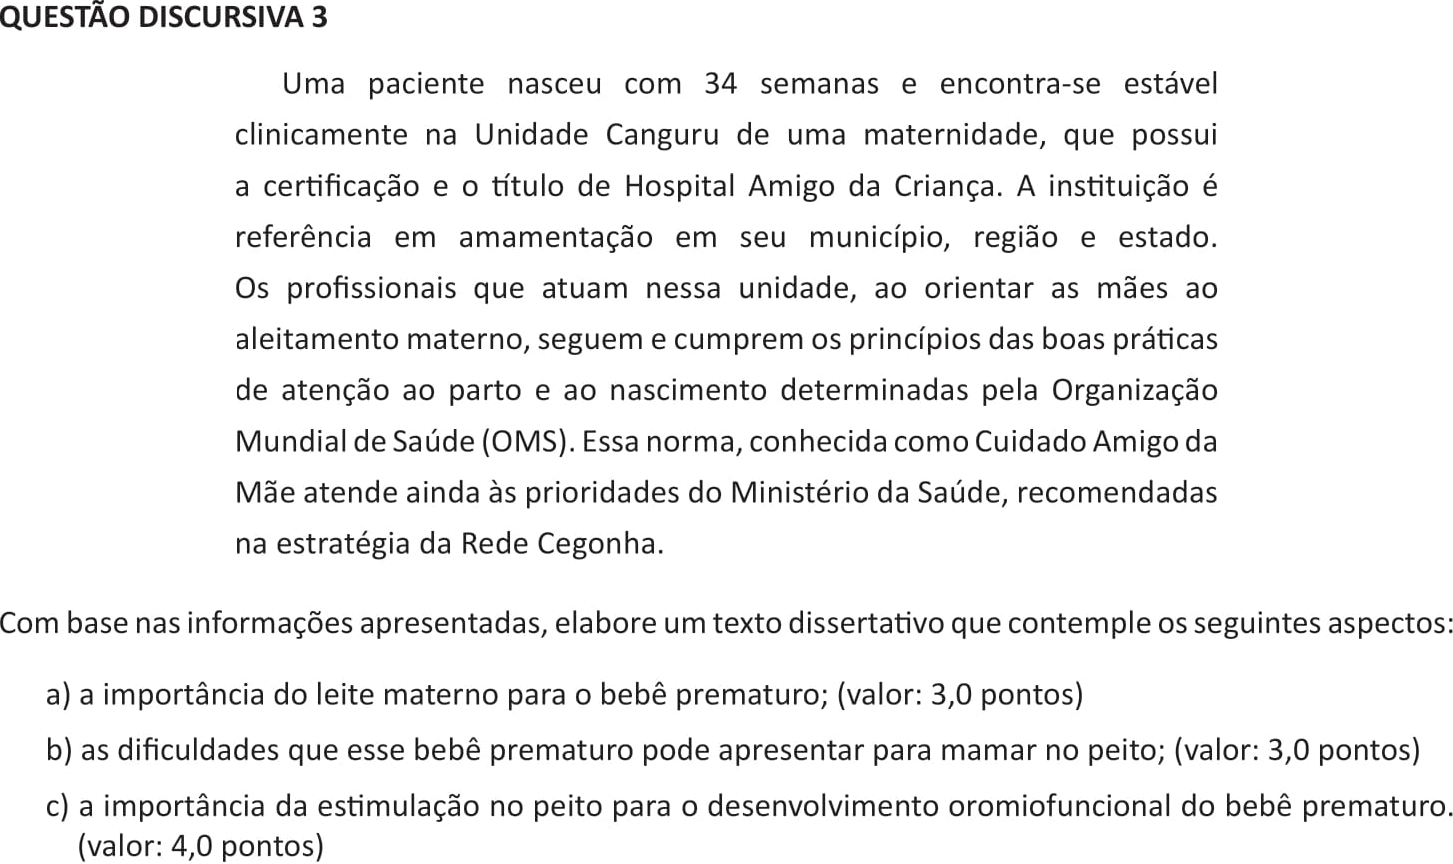 QUESTÃO DISCURSIVA 3
Uma paciente nasceu com 34 semanas e encontra-se estável
clinicamente na Unidade Canguru de uma maternidade, que possui
a certificação e o título de Hospital Amigo da Criança. A instituição é
referência em amamentação em seu município, região e estado.
Os profissionais que atuam nessa unidade, ao orientar as mães ao
aleitamento materno, seguem e cumprem os princípios das boas práticas
de atenção ao parto e ao nascimento determinadas pela Organização
Mundial de Saúde (OMS). Essa norma, conhecida como Cuidado Amigo da
Mãe atende ainda às prioridades do Ministério da Saúde, recomendadas
na estratégia da Rede Cegonha.
Com base nas informações apresentadas, elabore um texto dissertativo que contemple os seguintes aspectos:
a) a importância do leite materno para o bebê prematuro; (valor: 3,0 pontos)
b) as dificuldades que esse bebê prematuro pode apresentar para mamar no peito; (valor: 3,0 pontos)
c) a importância da estimulação no peito para o desenvolvimento oromiofuncional do bebê prematuro.
(valor: 4,0 pontos)